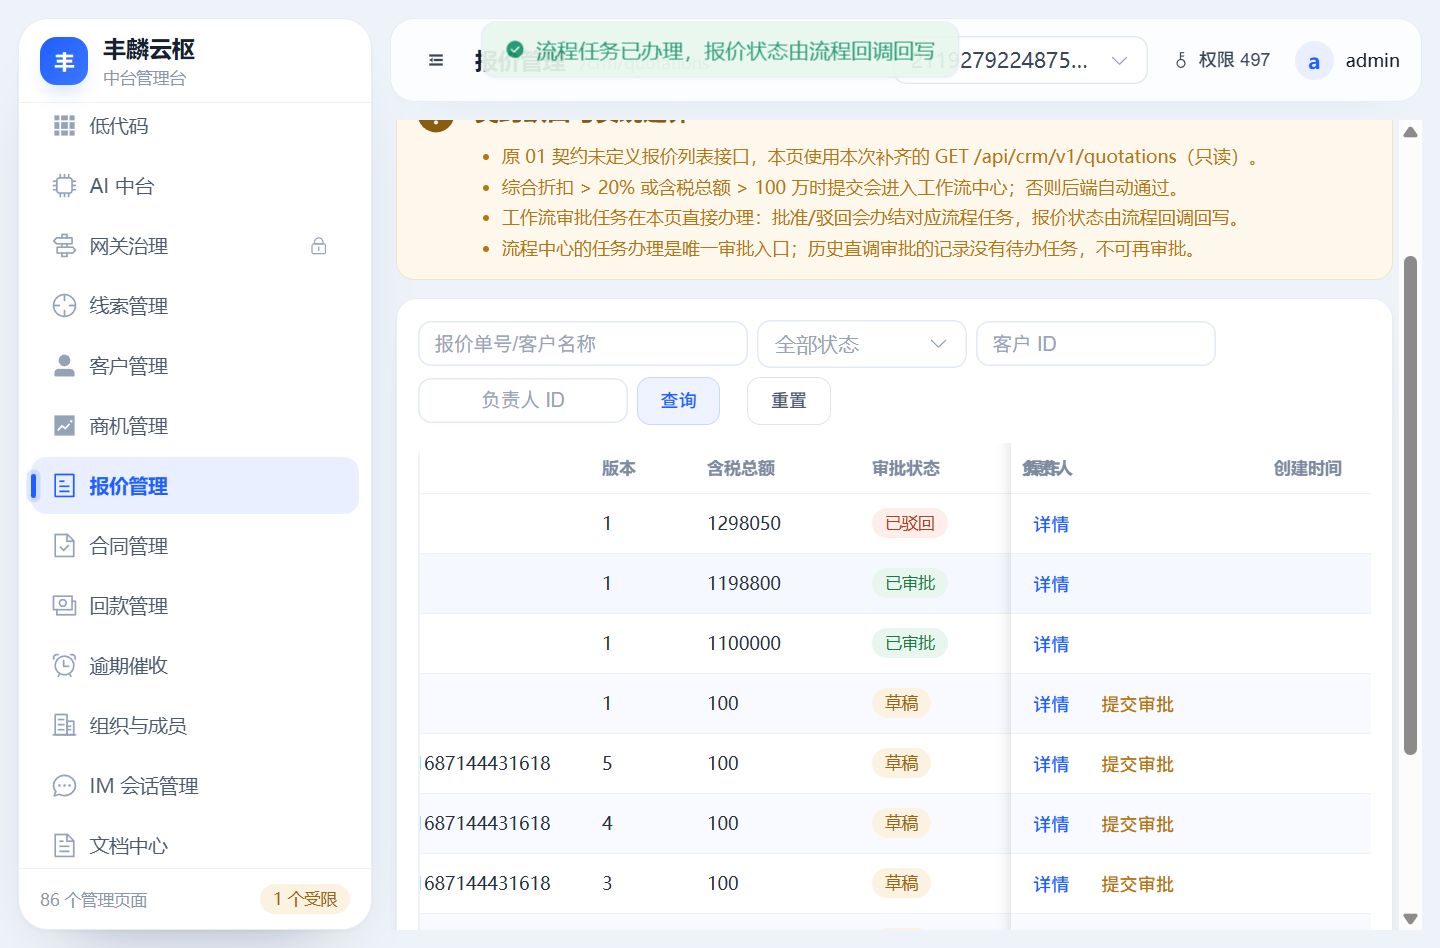 丰
丰麟云枢
中台管理台
低代码
AI 中台
网关治理
线索管理
客户管理
商机管理
报价管理
合同管理
回款管理
逾期催收
组织与成员
IM 会话管理
文档中心
86 个管理页面
1 个受限
流程任务已办理，报价状态由流程回调回写
2119279224875...
权限 497
a
admin
原 01 契约未定义报价列表接口，本页使用本次补齐的 GET /api/crm/v1/quotations（只读）。
综合折扣 > 20% 或含税总额 > 100 万时提交会进入工作流中心；否则后端自动通过。
工作流审批任务在本页直接办理：批准/驳回会办结对应流程任务，报价状态由流程回调回写。
流程中心的任务办理是唯一审批入口；历史直调审批的记录没有待办任务，不可再审批。
报价单号/客户名称
全部状态
客户 ID
负责人 ID
查询
重置
版本 含税总额 审批状态 创建时间
1 1298050 已驳回 详情
1 1198800 已审批 详情
1 1100000 已审批 详情
1 100 草稿 详情 提交审批
687144431618 5 100 草稿 详情 提交审批
687144431618 4 100 草稿 详情 提交审批
687144431618 3 100 草稿 详情 提交审批